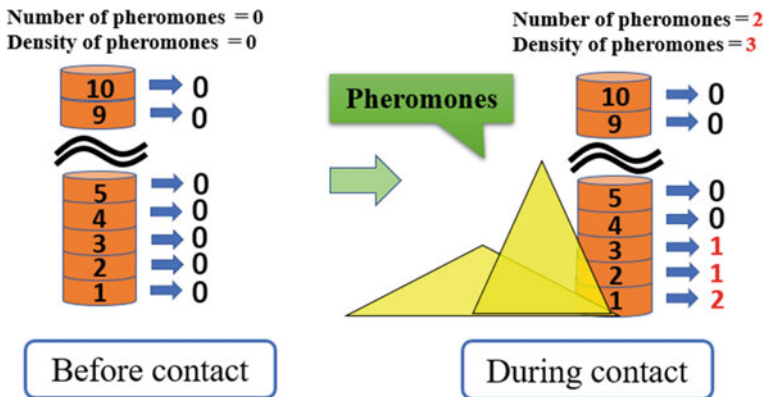 Number of pheromones = 0
Density of pheromones = 0
10 0
9 0
5 0
4 0
3 0
2 0
1 0
Before contact
Pheromones
Number of pheromones = 2
Density of pheromones = 3
10 0
9 0
5 0
4 0
3 1
2 1
1 2
During contact